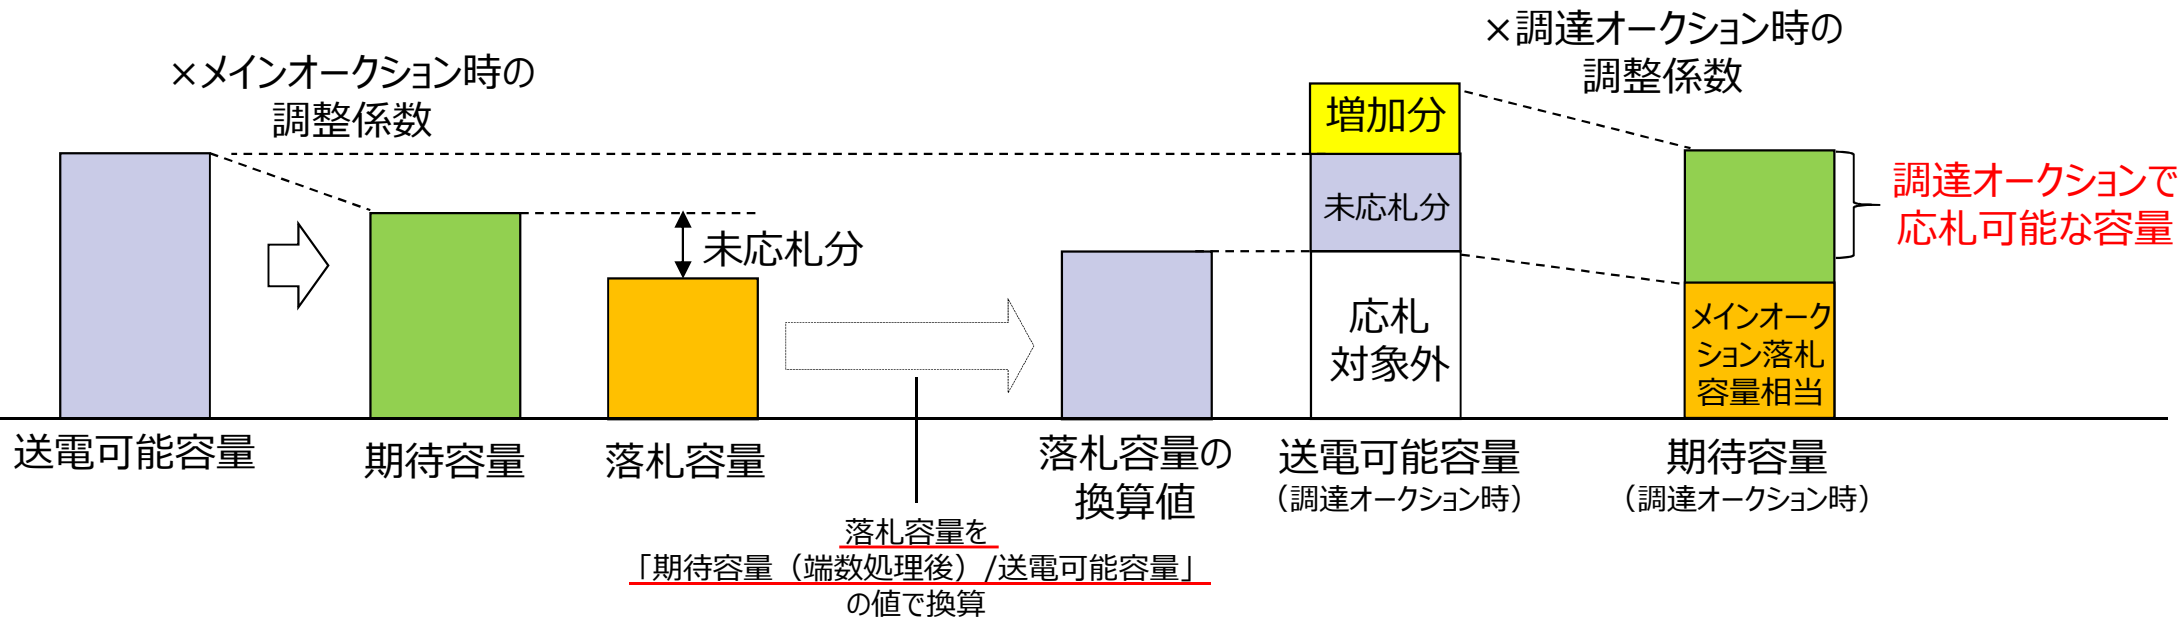 ×メインオークション時の
調整係数
×調達オークション時の
調整係数
増加分
未応札分
調達オークションで
応札可能な容量
未応札分
応札
対象外
メインオーク
ション落札
容量相当
送電可能容量
期待容量
落札容量
落札容量の
換算値
送電可能容量
（調達オークション時）
期待容量
（調達オークション時）
落札容量を
「期待容量（端数処理後）/送電可能容量」
の値で換算